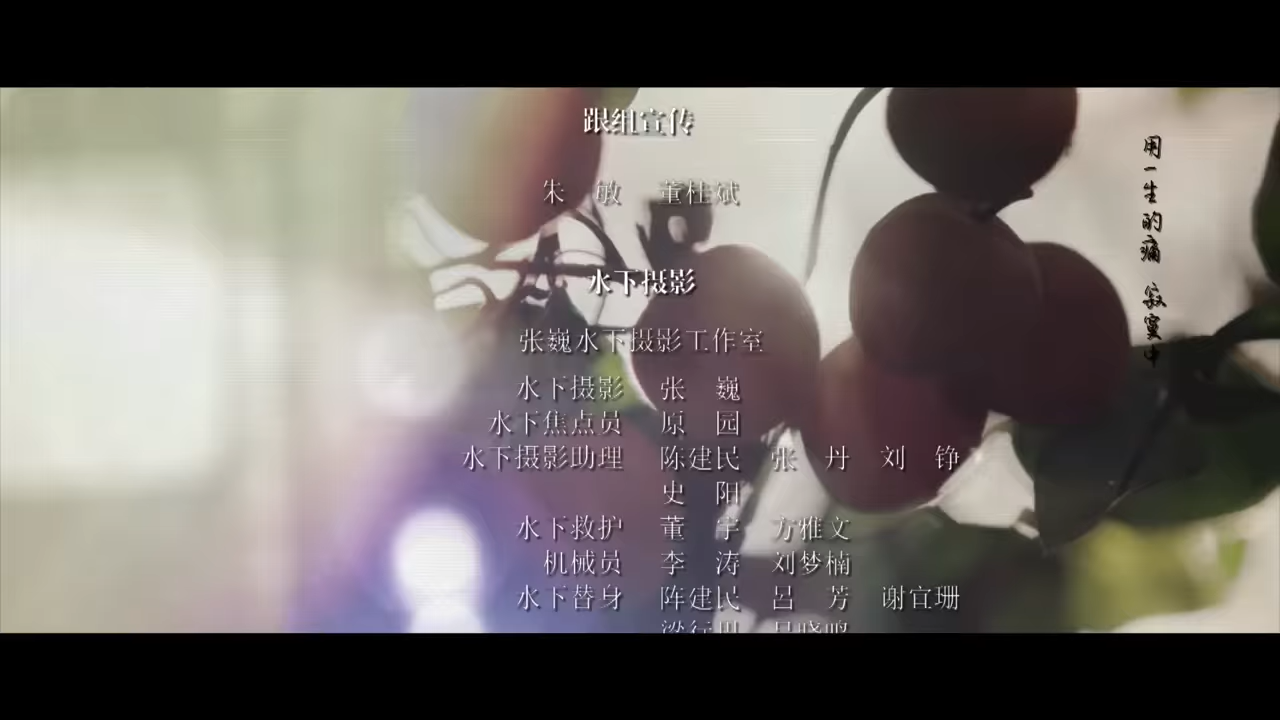 跟组宣传
朱 敏 董柱斌
水下摄影
张巍水下摄影工作室
水下摄影 张 巍
水下焦点员 原 园
水下摄影助理 陈建民 张 丹 刘 铮
史 阳
水下救护 董 宇 方雅文
机械员 李 涛 刘梦楠
水下替身 阵建民 吕 芳 谢宜珊
用一生的痛 寂寞中